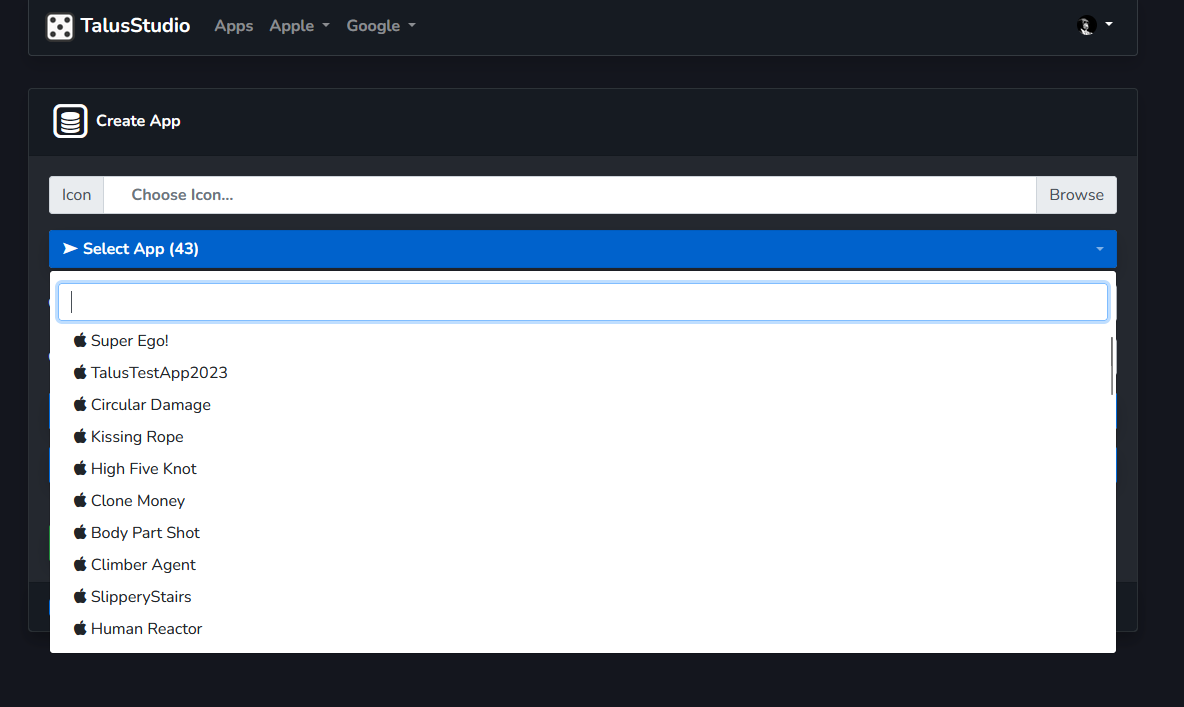 TalusStudio Apps Apple Google
Create App
Icon Choose Icon... Browse
Select App (43)
Super Ego!
TalusTestApp2023
Circular Damage
Kissing Rope
High Five Knot
Clone Money
Body Part Shot
Climber Agent
SlipperyStairs
Human Reactor